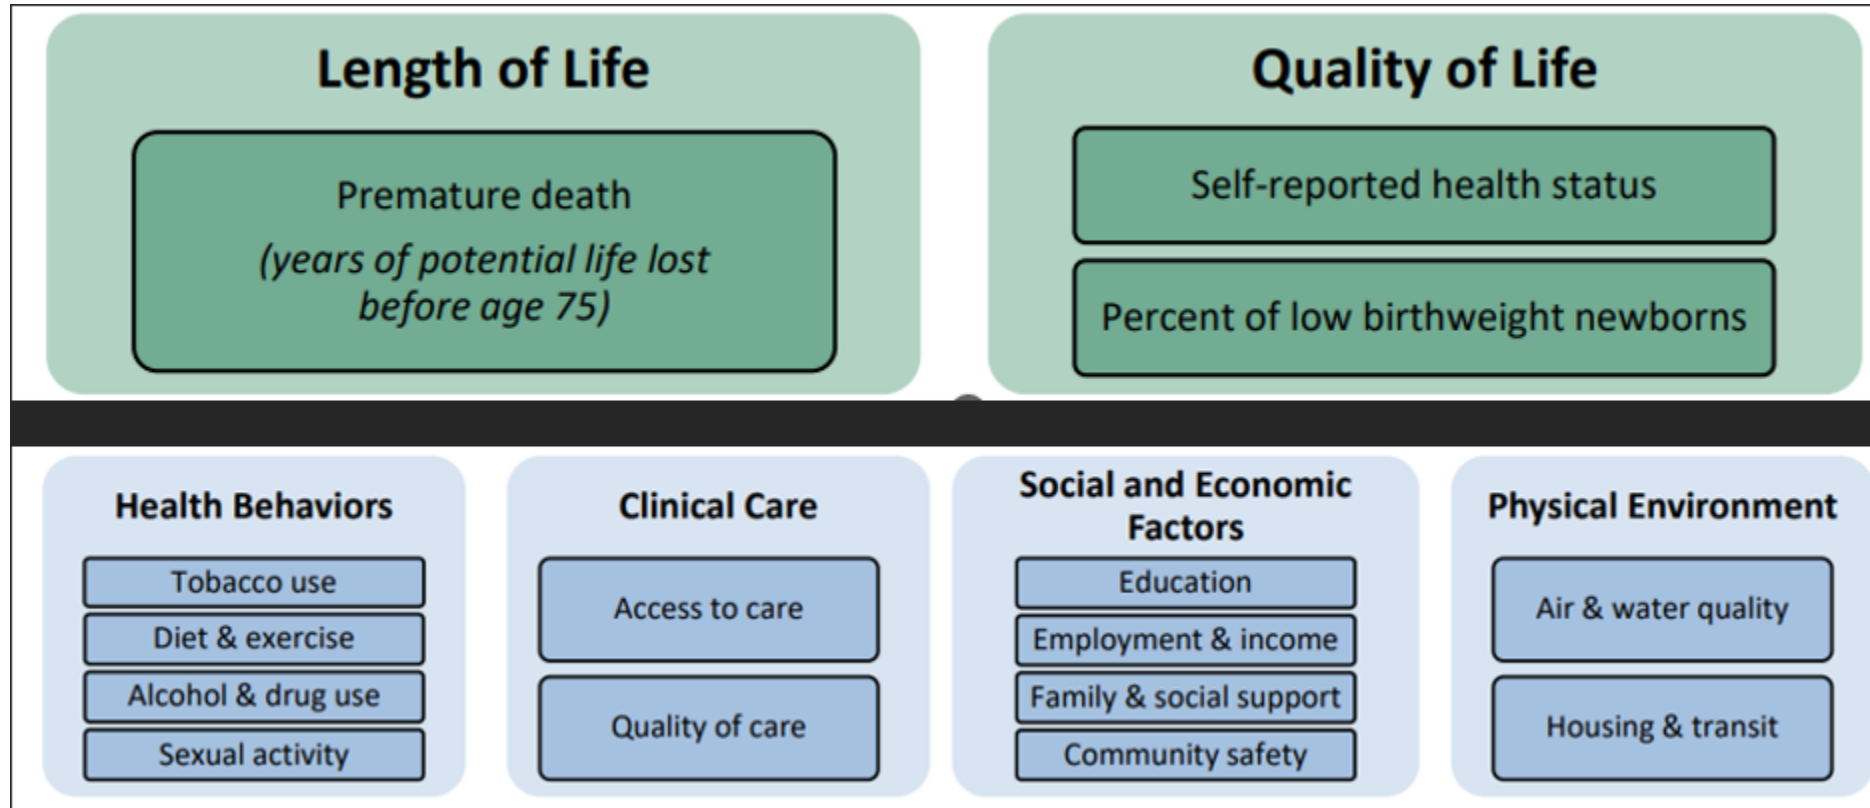 Length of Life
Premature death
(years of potential life lost
before age 75)
Quality of Life
Self-reported health status
Percent of low birthweight newborns
Health Behaviors
Tobacco use
Diet & exercise
Alcohol & drug use
Sexual activity
Clinical Care
Access to care
Quality of care
Social and Economic
Factors
Education
Employment & income
Family & social support
Community safety
Physical Environment
Air & water quality
Housing & transit